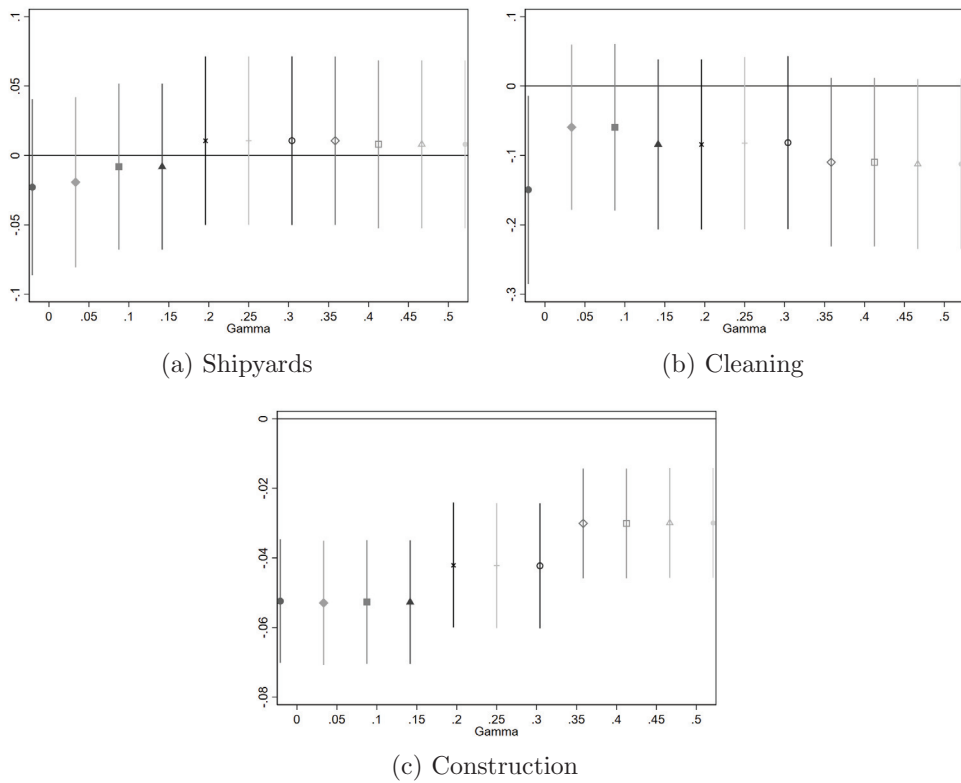 .1
.05
0
-.05
-.1
0 .05 .1 .15 .2 .25 .3 .35 .4 .45 .5
Gamma
(a) Shipyards
.1
0
-.1
-.2
-.3
0 .05 .1 .15 .2 .25 .3 .35 .4 .45 .5
Gamma
(b) Cleaning
0
-.02
-.04
-.06
-.08
0 .05 .1 .15 .2 .25 .3 .35 .4 .45 .5
Gamma
(c) Construction